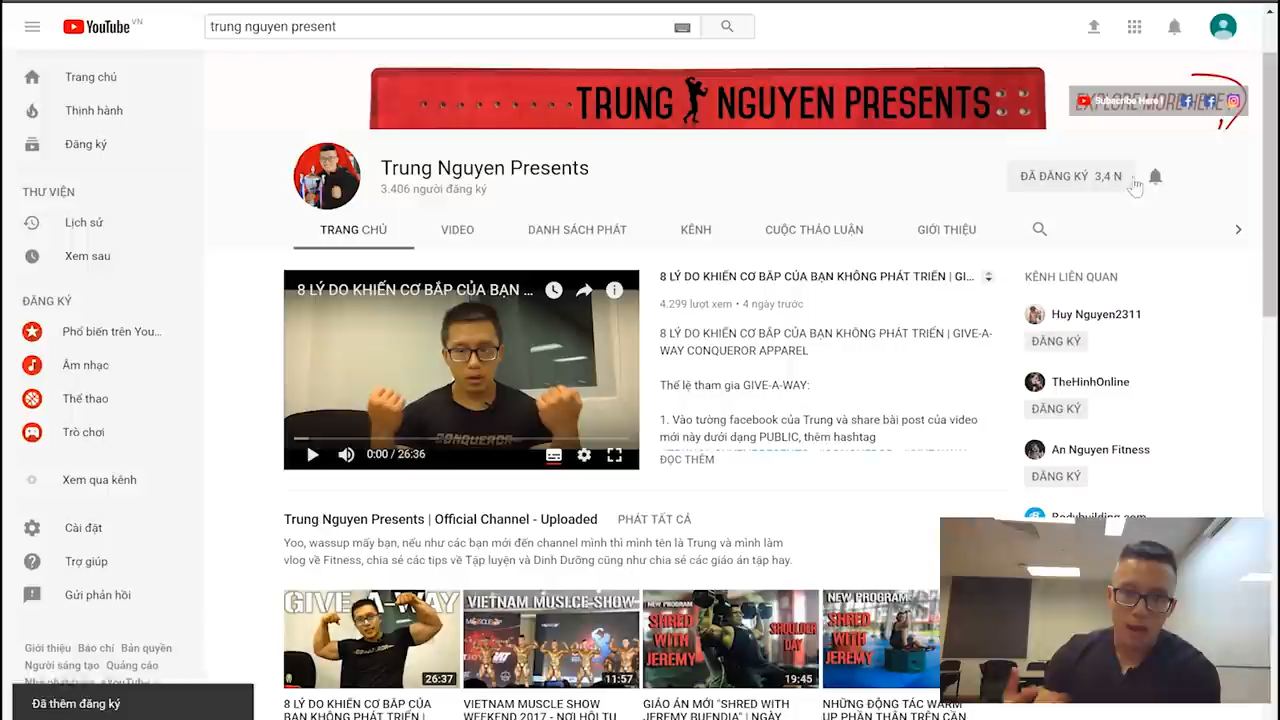 YouTube VN
trung nguyen present
Trang chủ
Thịnh hành
Đăng ký
THƯ VIỆN
Lịch sử
Xem sau
ĐĂNG KÝ
Phổ biến trên You...
Âm nhạc
Thể thao
Trò chơi
Xem qua kênh
Cài đặt
Trợ giúp
Gửi phản hồi
Giới thiệu Báo chí Bản quyền
Người sáng tạo Quảng cáo
Đã thêm đăng ký
TRUNG NGUYEN PRESENTS
EXPLORE MORE HERE
Subscribe Here
Trung Nguyen Presents
3.406 người đăng ký
ĐÃ ĐĂNG KÝ 3,4 N
TRANG CHỦ VIDEO DANH SÁCH PHÁT KÊNH CUỘC THẢO LUẬN GIỚI THIỆU
8 LÝ DO KHIẾN CƠ BẮP CỦA BẠN ...
CONQUEROR
0:00 / 26:36
8 LÝ DO KHIẾN CƠ BẮP CỦA BẠN KHÔNG PHÁT TRIỂN | GI...
4.299 lượt xem • 4 ngày trước
8 LÝ DO KHIẾN CƠ BẮP CỦA BẠN KHÔNG PHÁT TRIỂN | GIVE-A-
WAY CONQUEROR APPAREL
Thể lệ tham gia GIVE-A-WAY:
1. Vào tường facebook của Trung và share bài post của video
mới này dưới dạng PUBLIC, thêm hashtag
ĐỌC THÊM
KÊNH LIÊN QUAN
Huy Nguyen2311
ĐĂNG KÝ
TheHinhOnline
ĐĂNG KÝ
An Nguyen Fitness
ĐĂNG KÝ
Bodybuilding.com
Trung Nguyen Presents | Official Channel - Uploaded PHÁT TẤT CẢ
Yoo, wassup mấy bạn, nếu như các bạn mới đến channel mình thì mình tên là Trung và mình làm
vlog về Fitness, chia sẻ các tips về Tập luyện và Dinh Dưỡng cũng như chia sẻ các giáo án tập hay.
GIVE-A-WAY
26:37
VIETNAM MUSLCE SHOW
11:57
NEW PROGRAM
SHRED
WITH
JEREMY
SHOULDER
DAY
19:45
NEW PROGRAM
SHRED
WITH
JEREMY
8 LÝ DO KHIẾN CƠ BẮP CỦA
BẠN KHÔNG PHÁT TRIỂN |
VIETNAM MUSCLE SHOW
WEEKEND 2017 - NƠI HỘI TỤ
GIÁO ÁN MỚI "SHRED WITH
JEREMY BUENDIA" | NGÀY
NHỮNG ĐỘNG TÁC WARM
UP PHẦN THÂN TRÊN CẦN